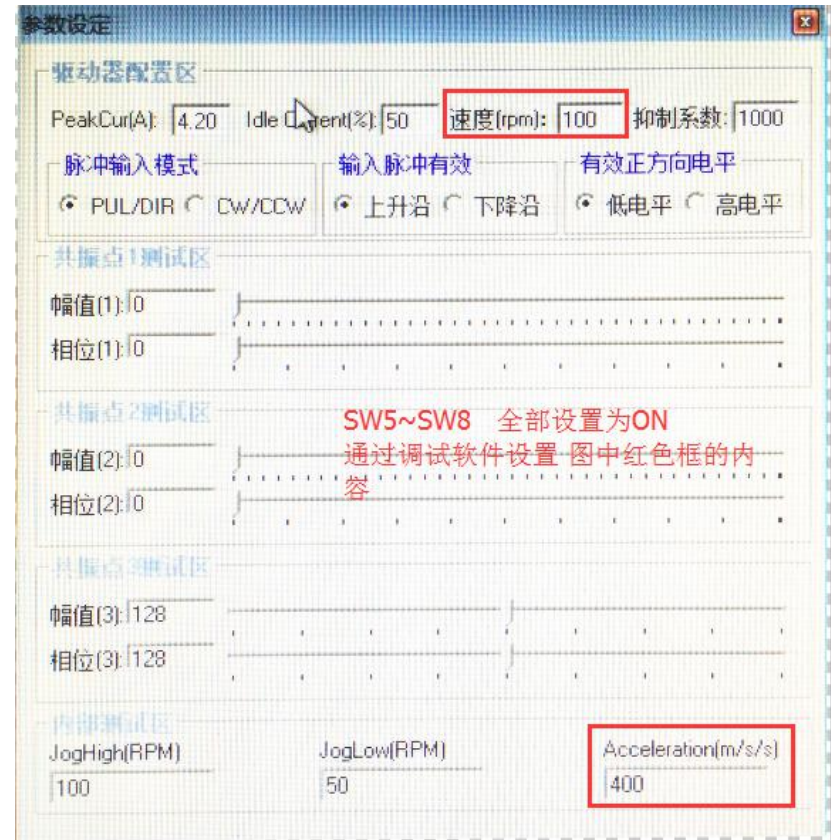 参数设定
驱动器配置区
PeakCur(A): 4.20 Idle Current(%): 50 速度(rpm): 100 抑制系数: 1000
脉冲输入模式 输入脉冲有效 有效正方向电平
PUL/DIR CW/CCW 上升沿 下降沿 低电平 高电平
共振点1测试区
幅值(1): 0
相位(1): 0
共振点2测试区
SW5~SW8 全部设置为ON
幅值(2): 0
通过调试软件设置 图中红色框的内
容
相位(2): 0
共振点3测试区
幅值(3): 128
相位(3): 128
内部测试区
JogHigh(RPM) JogLow(RPM) Acceleration(m/s/s)
100 50 400